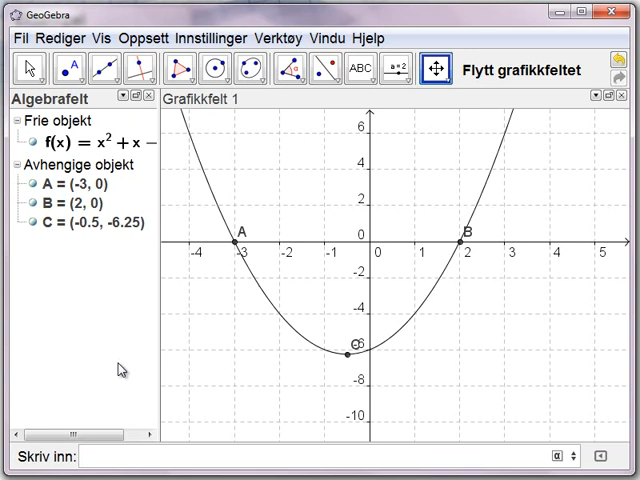 GeoGebra
Fil Rediger Vis Oppsett Innstillinger Verktøy Vindu Hjelp
A ABC a = 2 Flytt grafikkfeltet
Algebrafelt
Grafikkfelt 1
Frie objekt
f(x) = x² + x −
Avhengige objekt
A = (-3, 0)
B = (2, 0)
C = (-0.5, -6.25)
6
4
2
0
A
B
-4 -3 -2 -1 0 1 2 3 4 5
-2
-4
-6
C
-8
-10
Skriv inn:
α